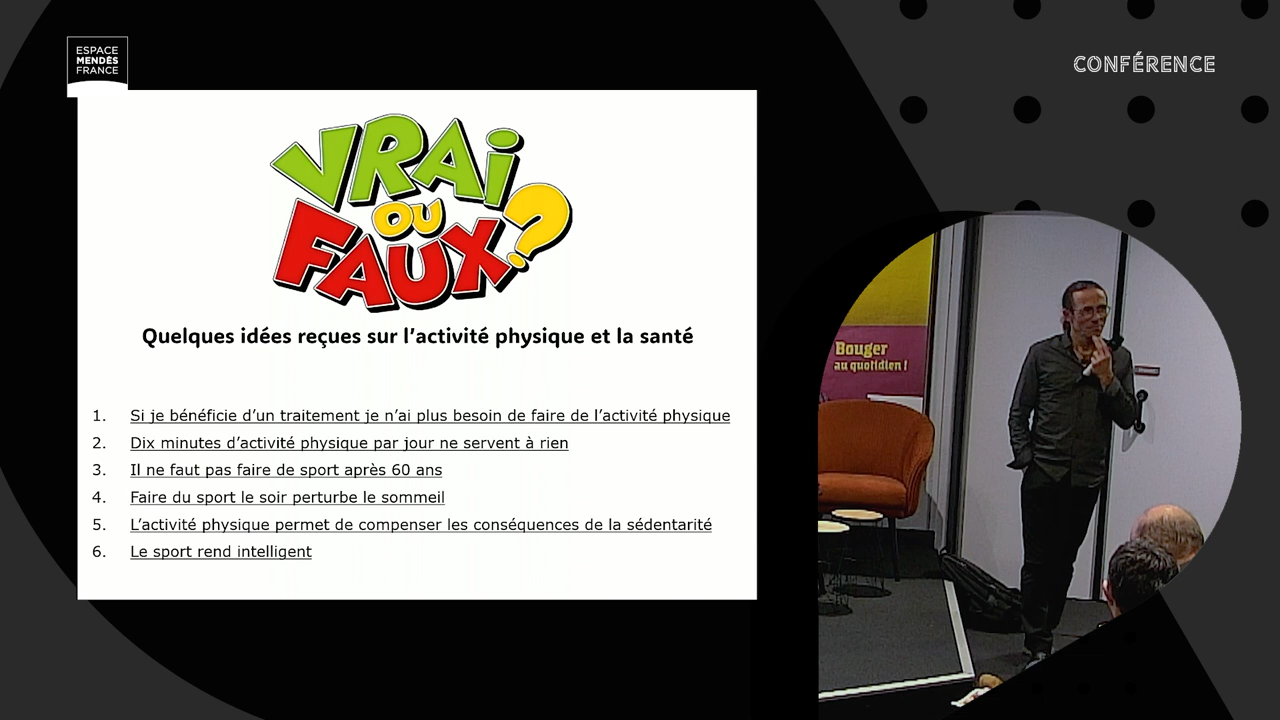 ESPACE
MENDÈS
FRANCE
CONFÉRENCE
VRAi
OU
FAUX?
Quelques idées reçues sur l'activité physique et la santé
1. Si je bénéficie d'un traitement je n'ai plus besoin de faire de l'activité physique
2. Dix minutes d'activité physique par jour ne servent à rien
3. Il ne faut pas faire de sport après 60 ans
4. Faire du sport le soir perturbe le sommeil
5. L'activité physique permet de compenser les conséquences de la sédentarité
6. Le sport rend intelligent
Bouger
au quotidien !